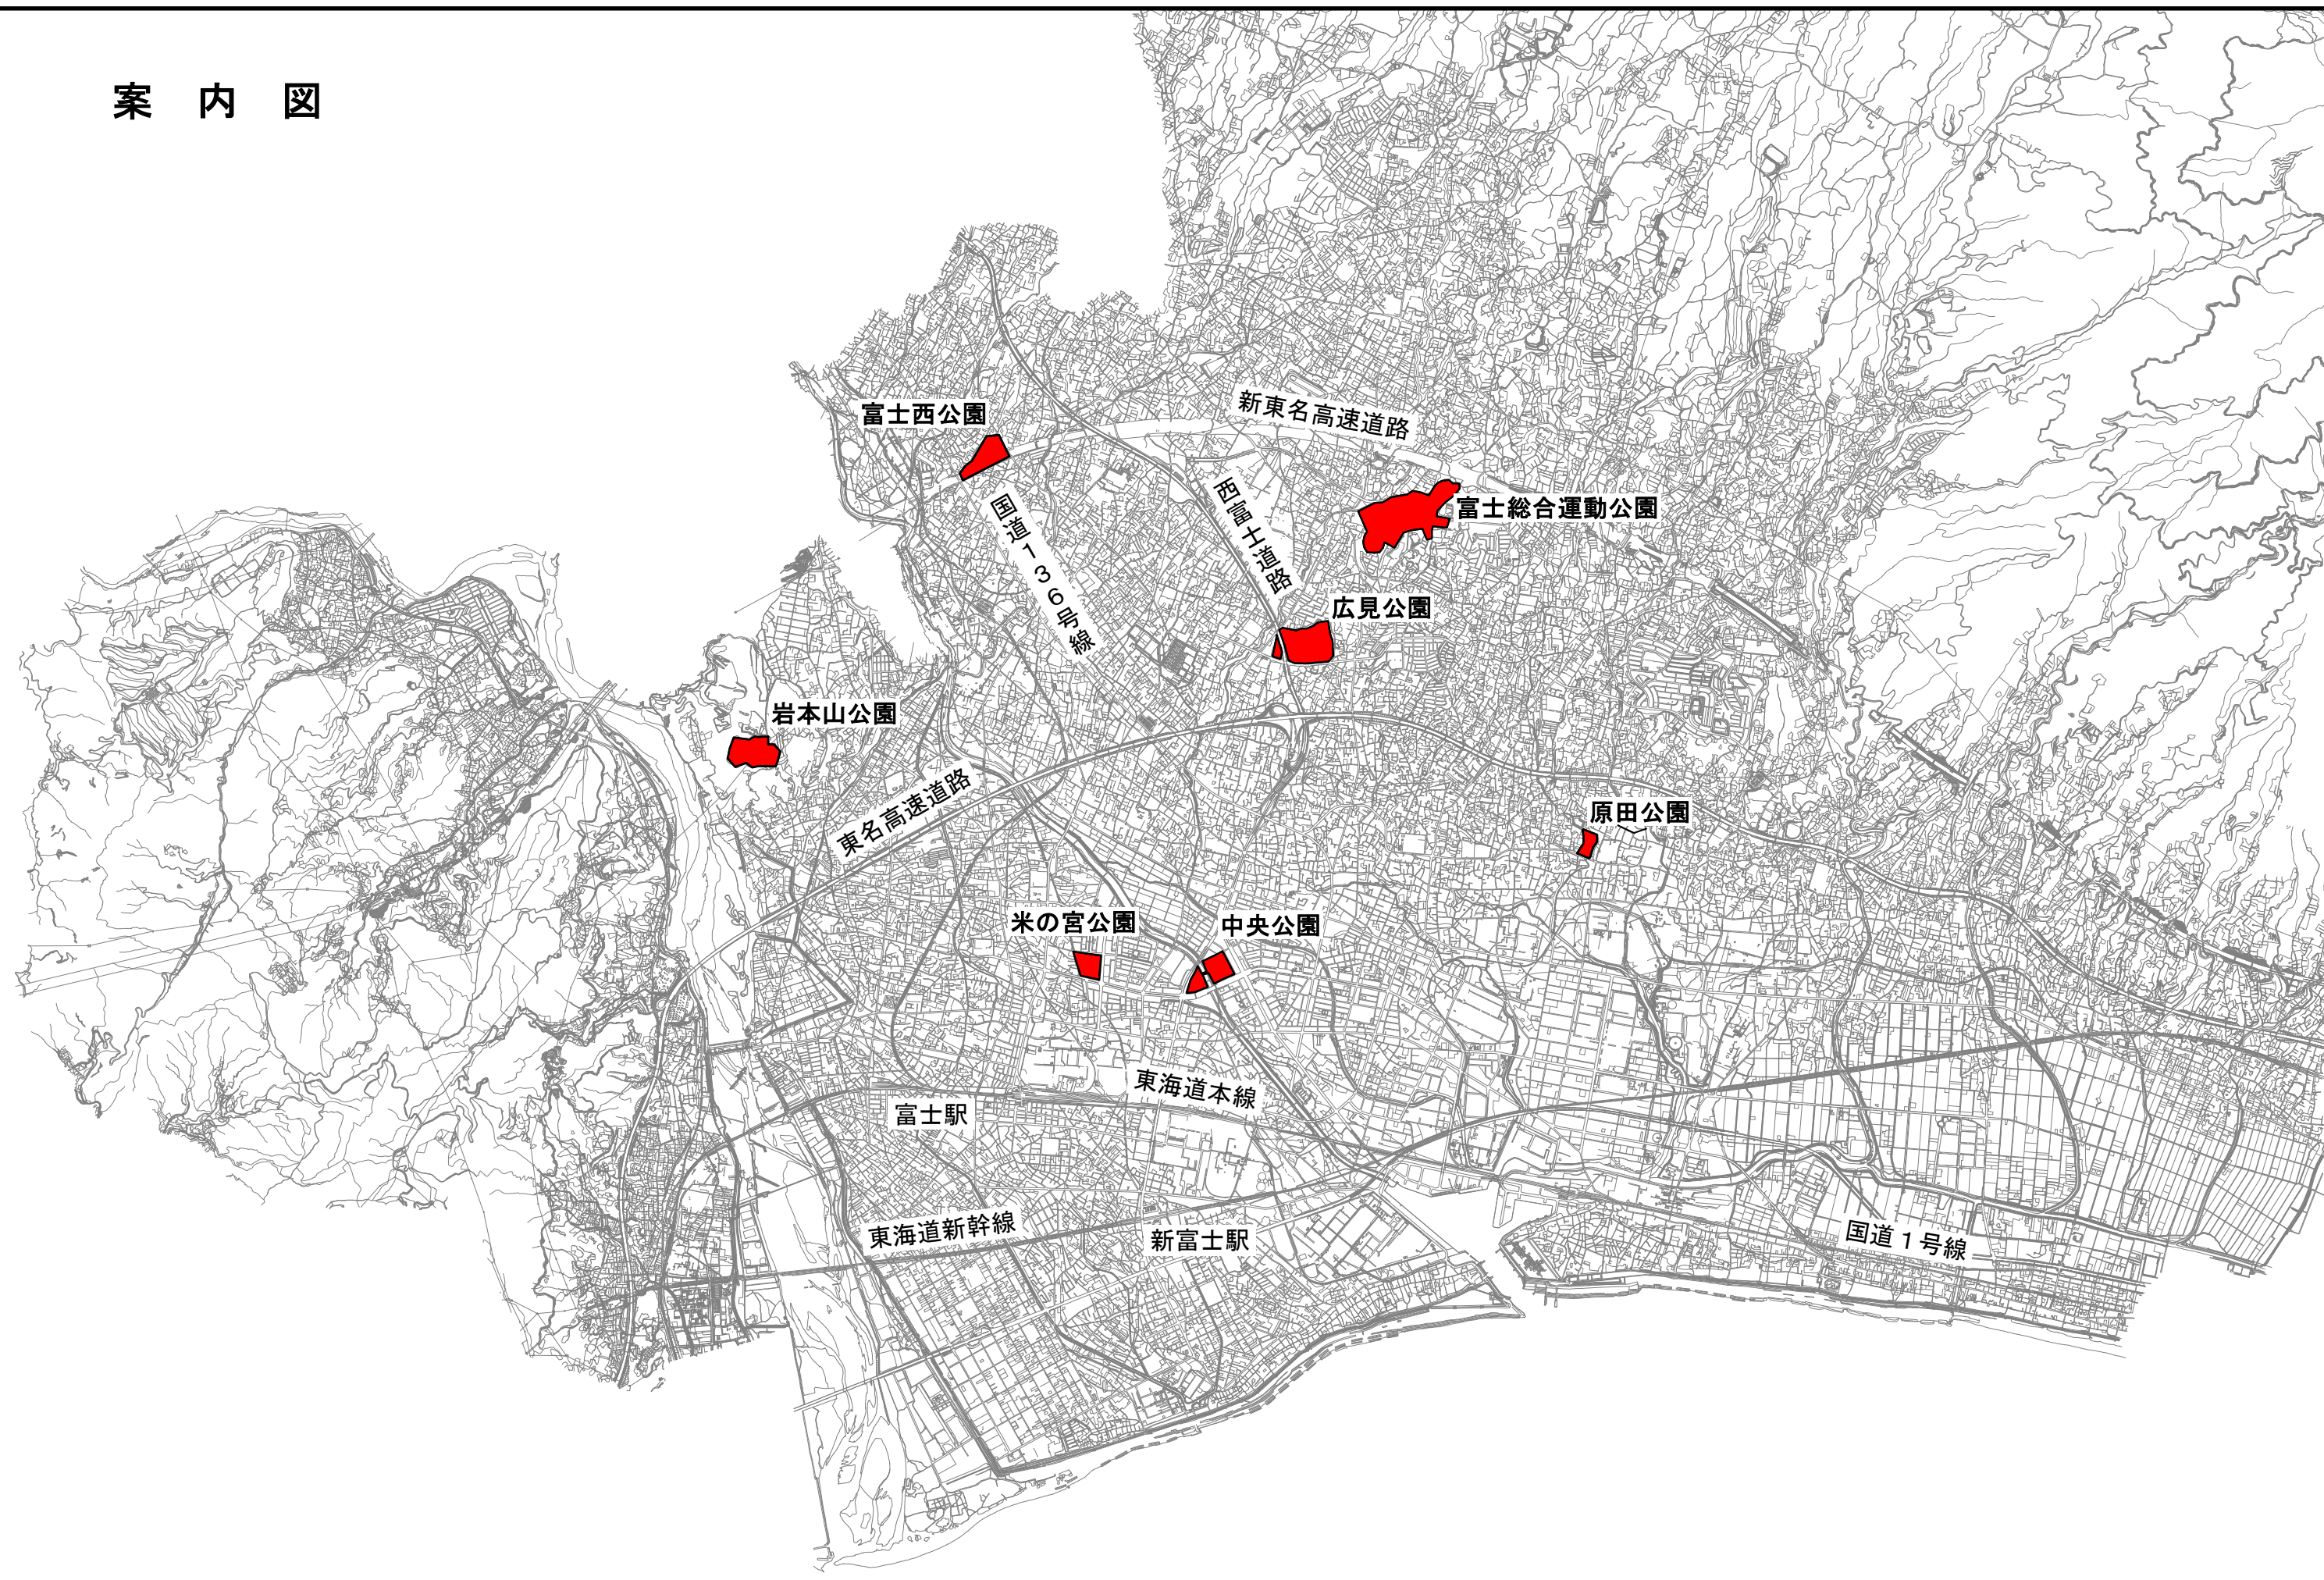 案内図
新東名高速道路
富士西公園
西富士道路
国道136号線
富士総合運動公園
広見公園
岩本山公園
東名高速道路
原田公園
米の宮公園
中央公園
東海道本線
富士駅
東海道新幹線
新富士駅
国道1号線